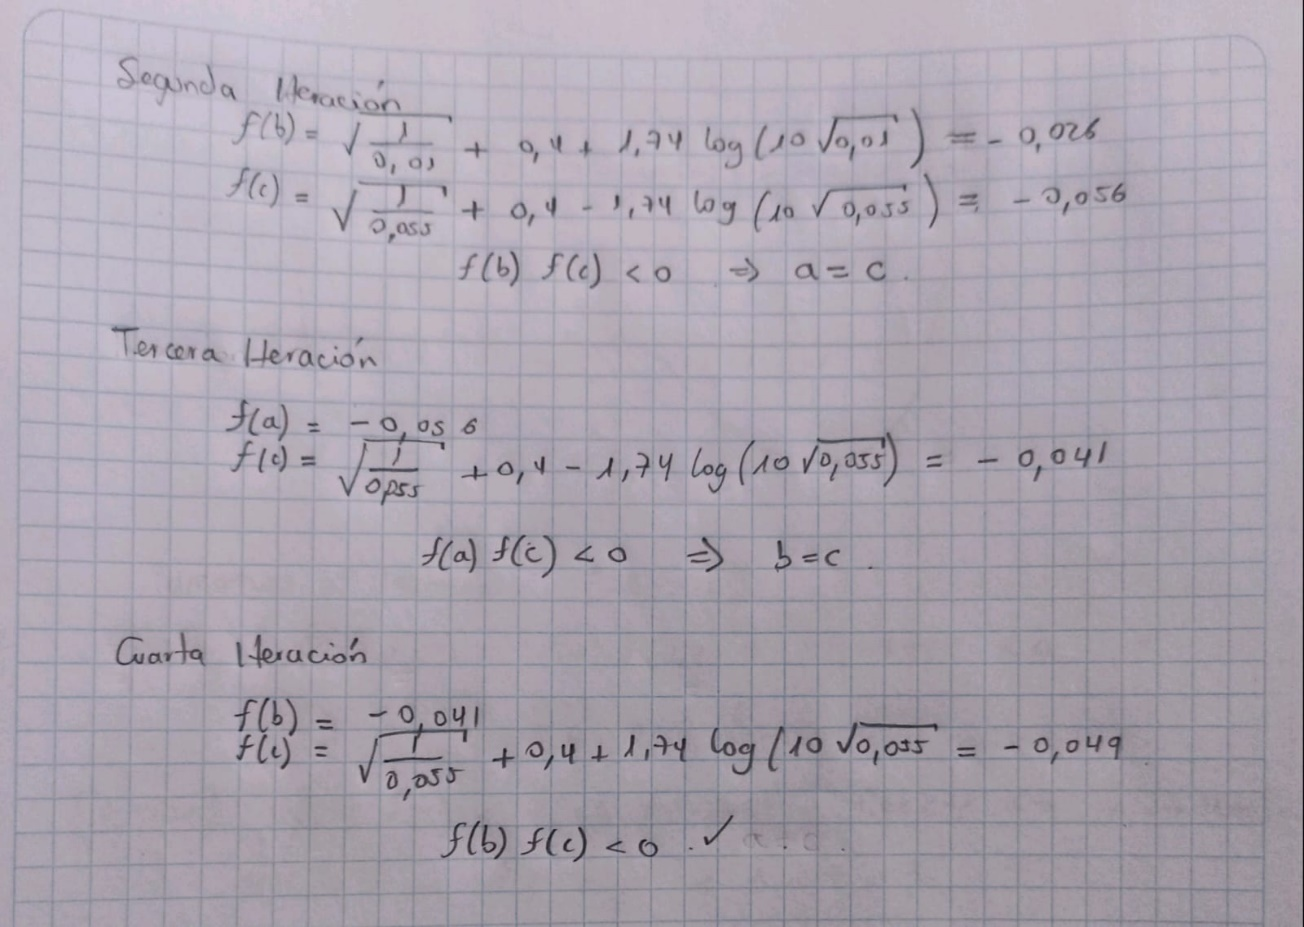 Segunda Iteración
f(b) = √(1/0,01) + 0,4 + 1,74 log(10 √0,01) = - 0,026
f(c) = √(1/0,055) + 0,4 - 1,74 log(10 √0,055) = - 0,056
f(b) f(c) < 0 ⇒ a = c.
Tercera Iteración
f(a) = - 0,056
f(c) = √(1/0,055) + 0,4 - 1,74 log(10 √0,055) = - 0,041
f(a) f(c) < 0 ⇒ b = c.
Cuarta Iteración
f(b) = - 0,041
f(c) = √(1/0,055) + 0,4 + 1,74 log(10 √0,055 = - 0,049
f(b) f(c) < 0. ✓